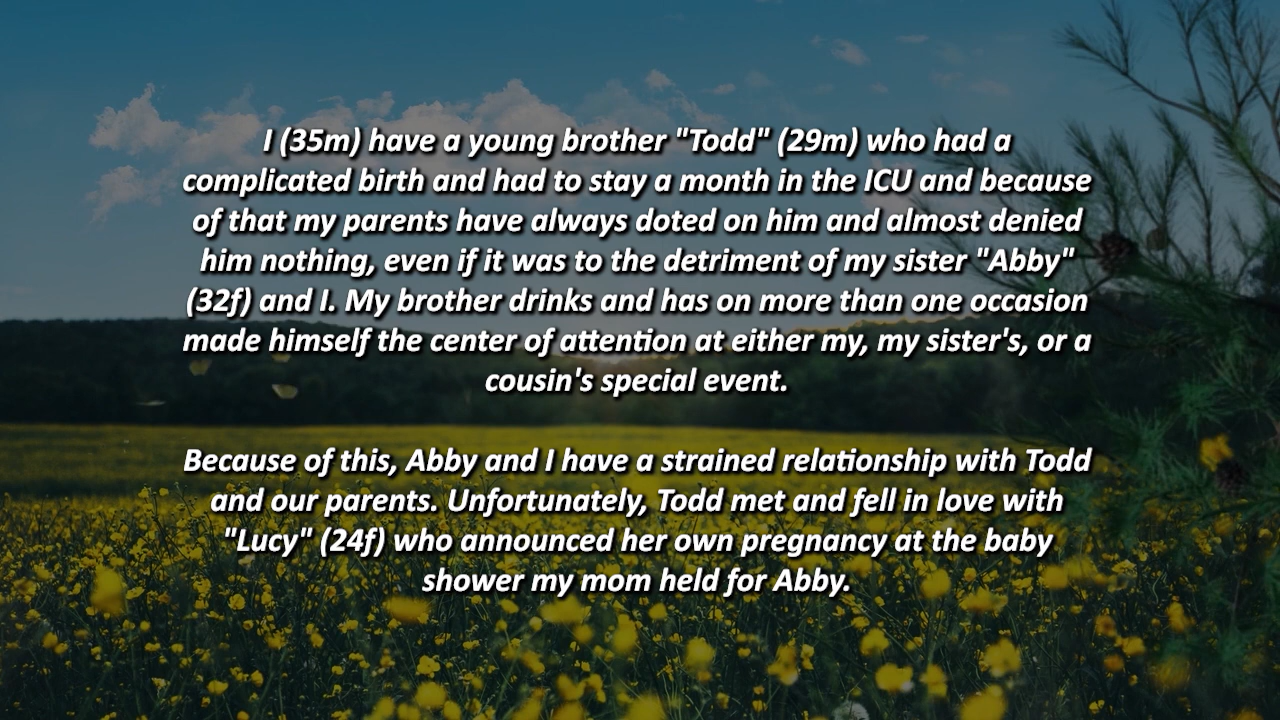 I (35m) have a young brother "Todd" (29m) who had a
complicated birth and had to stay a month in the ICU and because
of that my parents have always doted on him and almost denied
him nothing, even if it was to the detriment of my sister "Abby"
(32f) and I. My brother drinks and has on more than one occasion
made himself the center of attention at either my, my sister's, or a
cousin's special event.
Because of this, Abby and I have a strained relationship with Todd
and our parents. Unfortunately, Todd met and fell in love with
"Lucy" (24f) who announced her own pregnancy at the baby
shower my mom held for Abby.